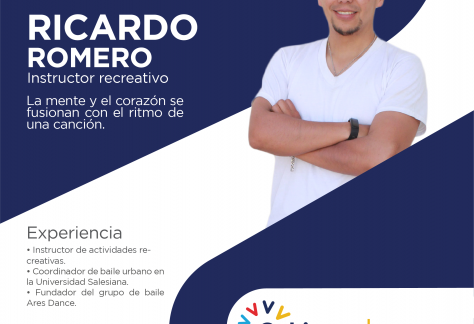 RICARDO
ROMERO
Instructor recreativo
La mente y el corazón se
fusionan con el ritmo de
una canción.
Experiencia
• Instructor de actividades re-
creativas.
• Coordinador de baile urbano en
la Universidad Salesiana.
• Fundador del grupo de baile
Ares Dance.